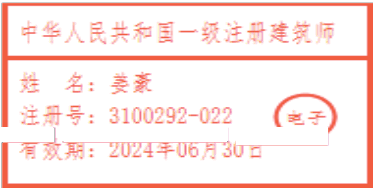 中华人民共和国一级注册建筑师
姓 名：姜豪
注册号：3100292-022
电子
有效期：2024年06月30日